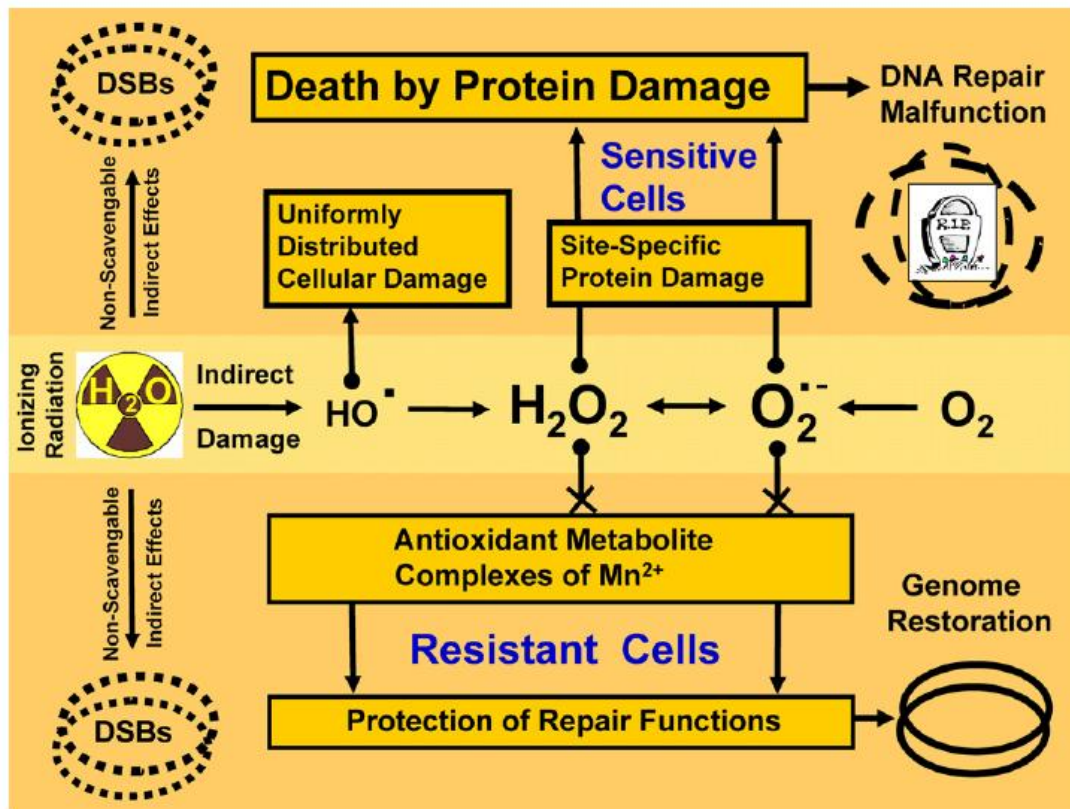 DSBs
Death by Protein Damage
DNA Repair
Malfunction
Sensitive
Cells
R.I.P
Non-Scavengable
Indirect Effects
Uniformly
Distributed
Cellular Damage
Site-Specific
Protein Damage
Ionizing
Radiation
H2O
Indirect
Damage
HO˙
H₂O₂
O₂˙⁻
O₂
Non-Scavengable
Indirect Effects
Antioxidant Metabolite
Complexes of Mn²⁺
Genome
Restoration
Resistant Cells
DSBs
Protection of Repair Functions